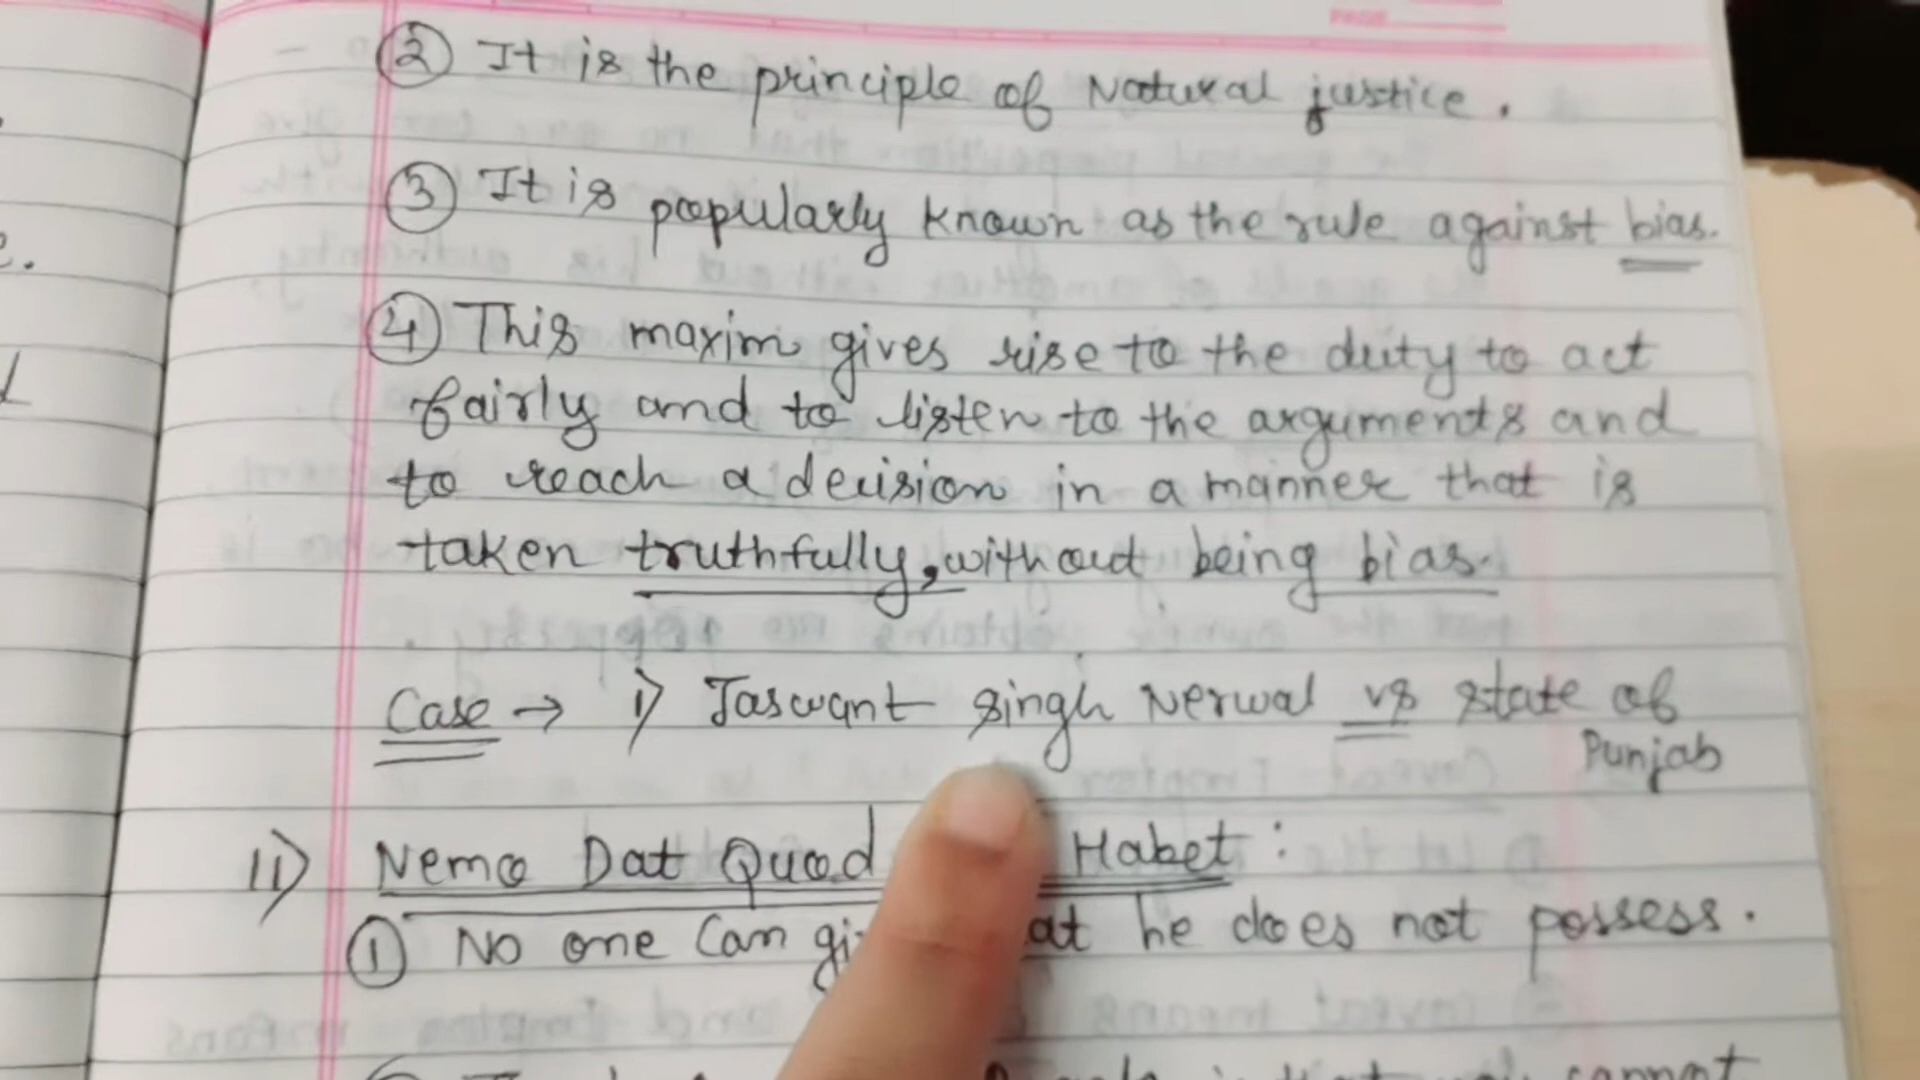 PAGE
② It is the principle of Natural justice.
③ It is popularly known as the rule against bias.
④ This maxim gives rise to the duty to act
fairly and to listen to the arguments and
to reach a decision in a manner that is
taken truthfully, without being bias.
Case → i) Jaswant Singh Nerwal vs State of
Punjab
11) Nemo Dat Quod Habet :
① No one can he does not possess.
cannot